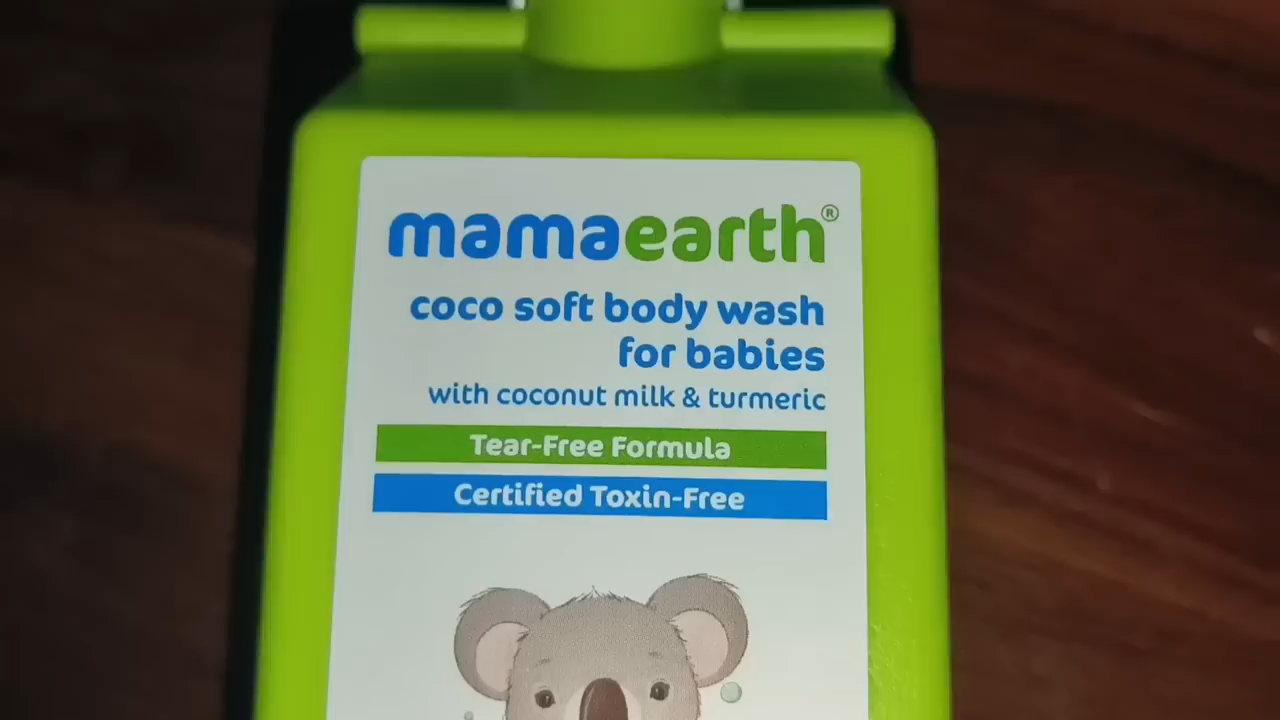 mamaearth®
coco soft body wash
for babies
with coconut milk & turmeric
Tear-Free Formula
Certified Toxin-Free